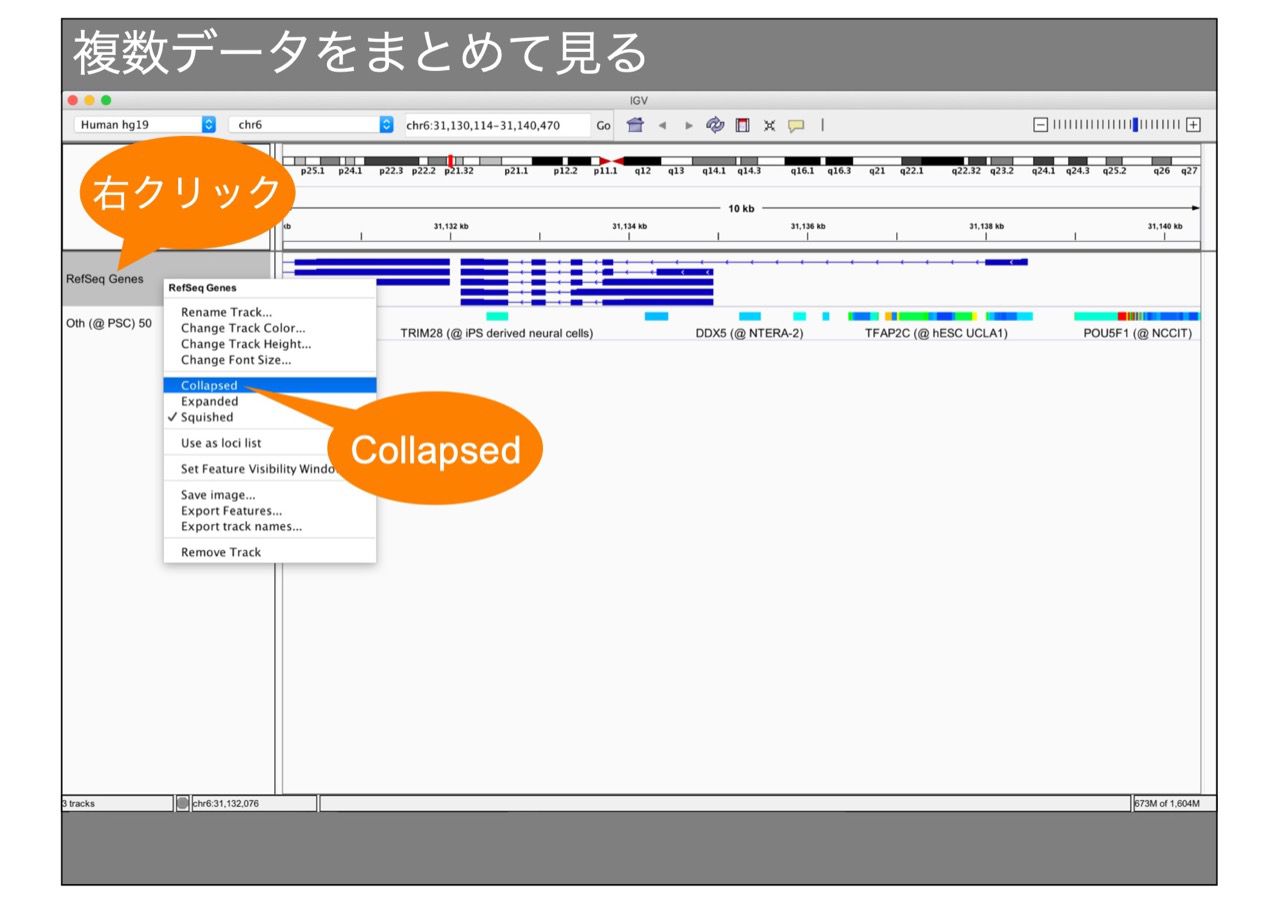 複数データをまとめて見る
IGV
Human hg19 chr6 chr6:31,130,114-31,140,470 Go
p25.1 p24.1 p22.3 p22.2 p21.32 p21.1 p12.2 p11.1 q12 q13 q14.1 q14.3 q16.1 q16.3 q21 q22.1 q22.32 q23.2 q24.1 q24.3 q25.2 q26 q27
右クリック
10 kb
kb 31,132 kb 31,134 kb 31,136 kb 31,138 kb 31,140 kb
RefSeq Genes
RefSeq Genes
Rename Track...
Change Track Color...
Change Track Height...
Change Font Size...
Collapsed
Expanded
✓ Squished
Use as loci list
Set Feature Visibility Windo
Save image...
Export Features...
Export track names...
Remove Track
Oth (@ PSC) 50
TRIM28 (@ iPS derived neural cells) DDX5 (@ NTERA-2) TFAP2C (@ hESC UCLA1) POU5F1 (@ NCCIT)
Collapsed
3 tracks chr6:31,132,076 673M of 1,604M